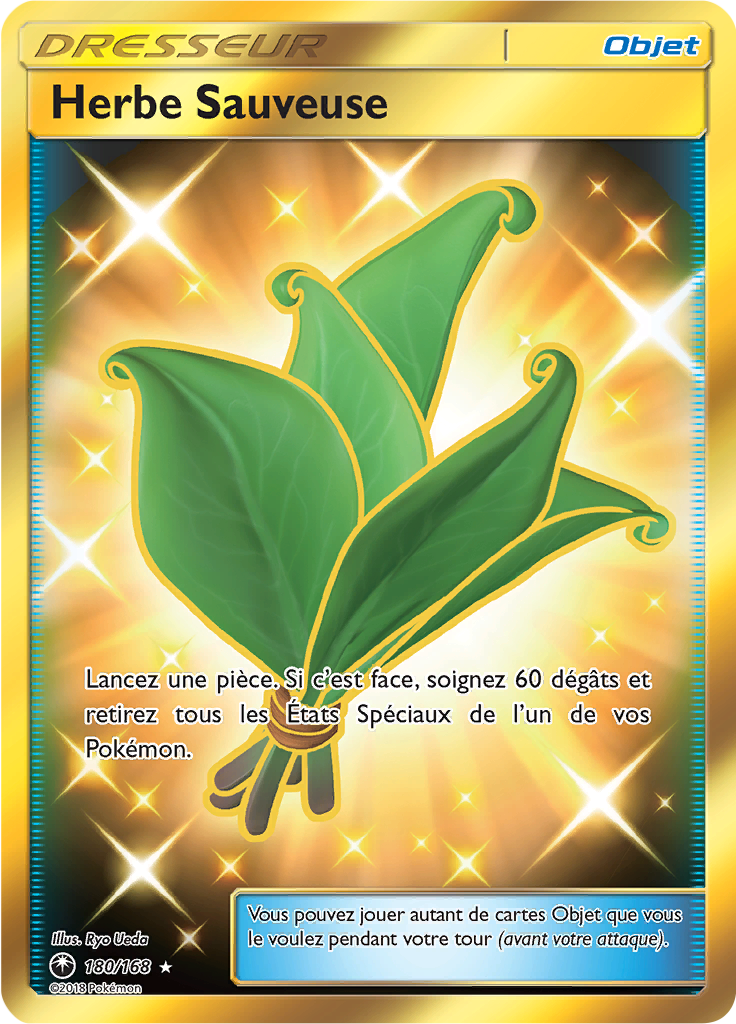 DRESSEUR
Objet
Herbe Sauveuse
Lancez une pièce. Si c'est face, soignez 60 dégâts et
retirez tous les États Spéciaux de l'un de vos
Pokémon.
Vous pouvez jouer autant de cartes Objet que vous
le voulez pendant votre tour (avant votre attaque).
Illus. Ryo Ueda
180/168 ★
©2018 Pokémon